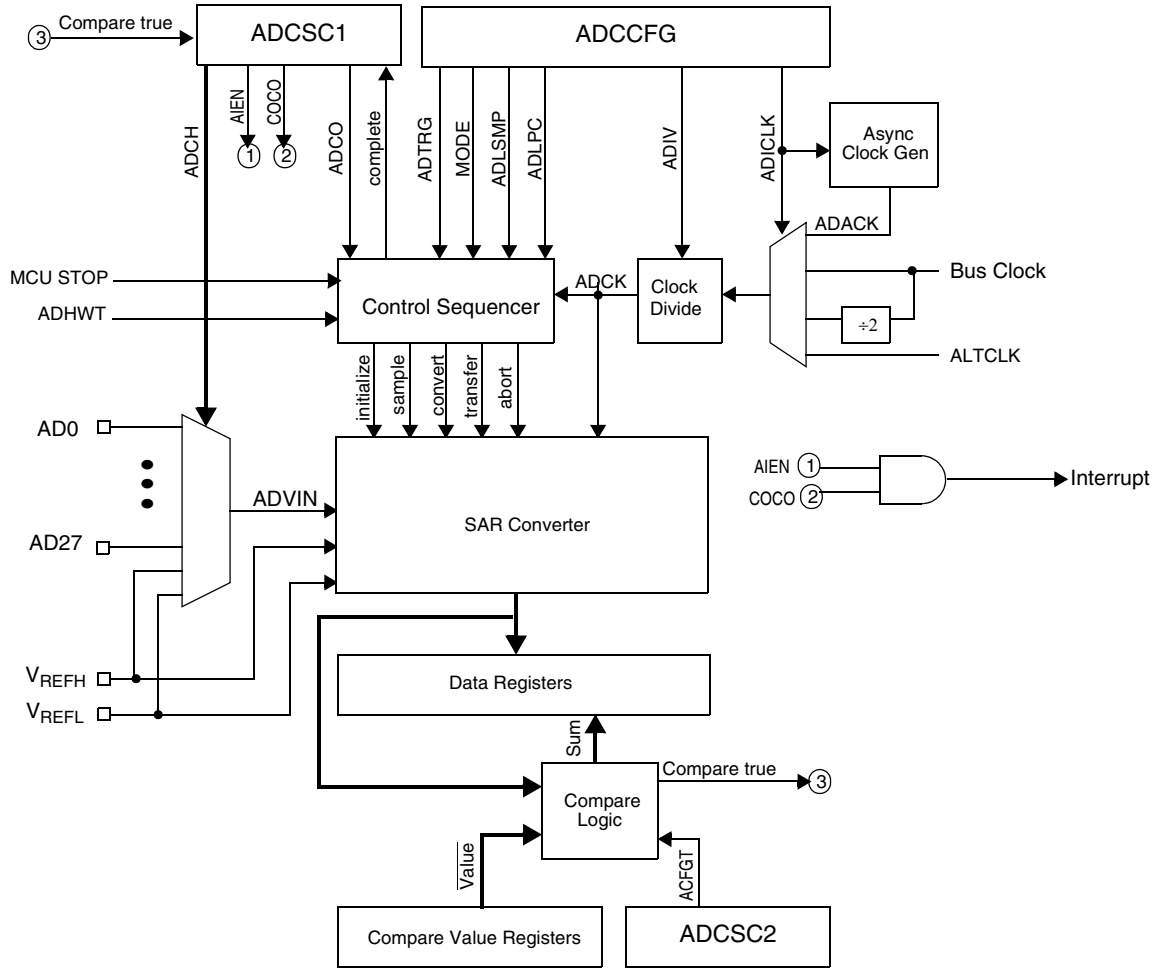 3 Compare true
ADCSC1
ADCCFG
ADCH
AIEN
COCO
1
2
ADCO
complete
ADTRG
MODE
ADLSMP
ADLPC
ADIV
ADICLK
Async
Clock Gen
ADACK
MCU STOP
ADHWT
Control Sequencer
ADCK
Clock
Divide
Bus Clock
÷2
ALTCLK
initialize
sample
convert
transfer
abort
AD0
AD27
ADVIN
SAR Converter
AIEN 1
COCO 2
Interrupt
VREFH
VREFL
Data Registers
Sum
Compare
Logic
Compare true 3
Value
ACFGT
Compare Value Registers
ADCSC2